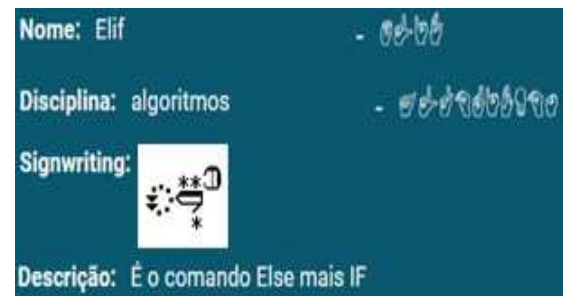 Nome: Elif -
Disciplina: algoritmos -
Signwriting:
Descrição: É o comando Else mais IF